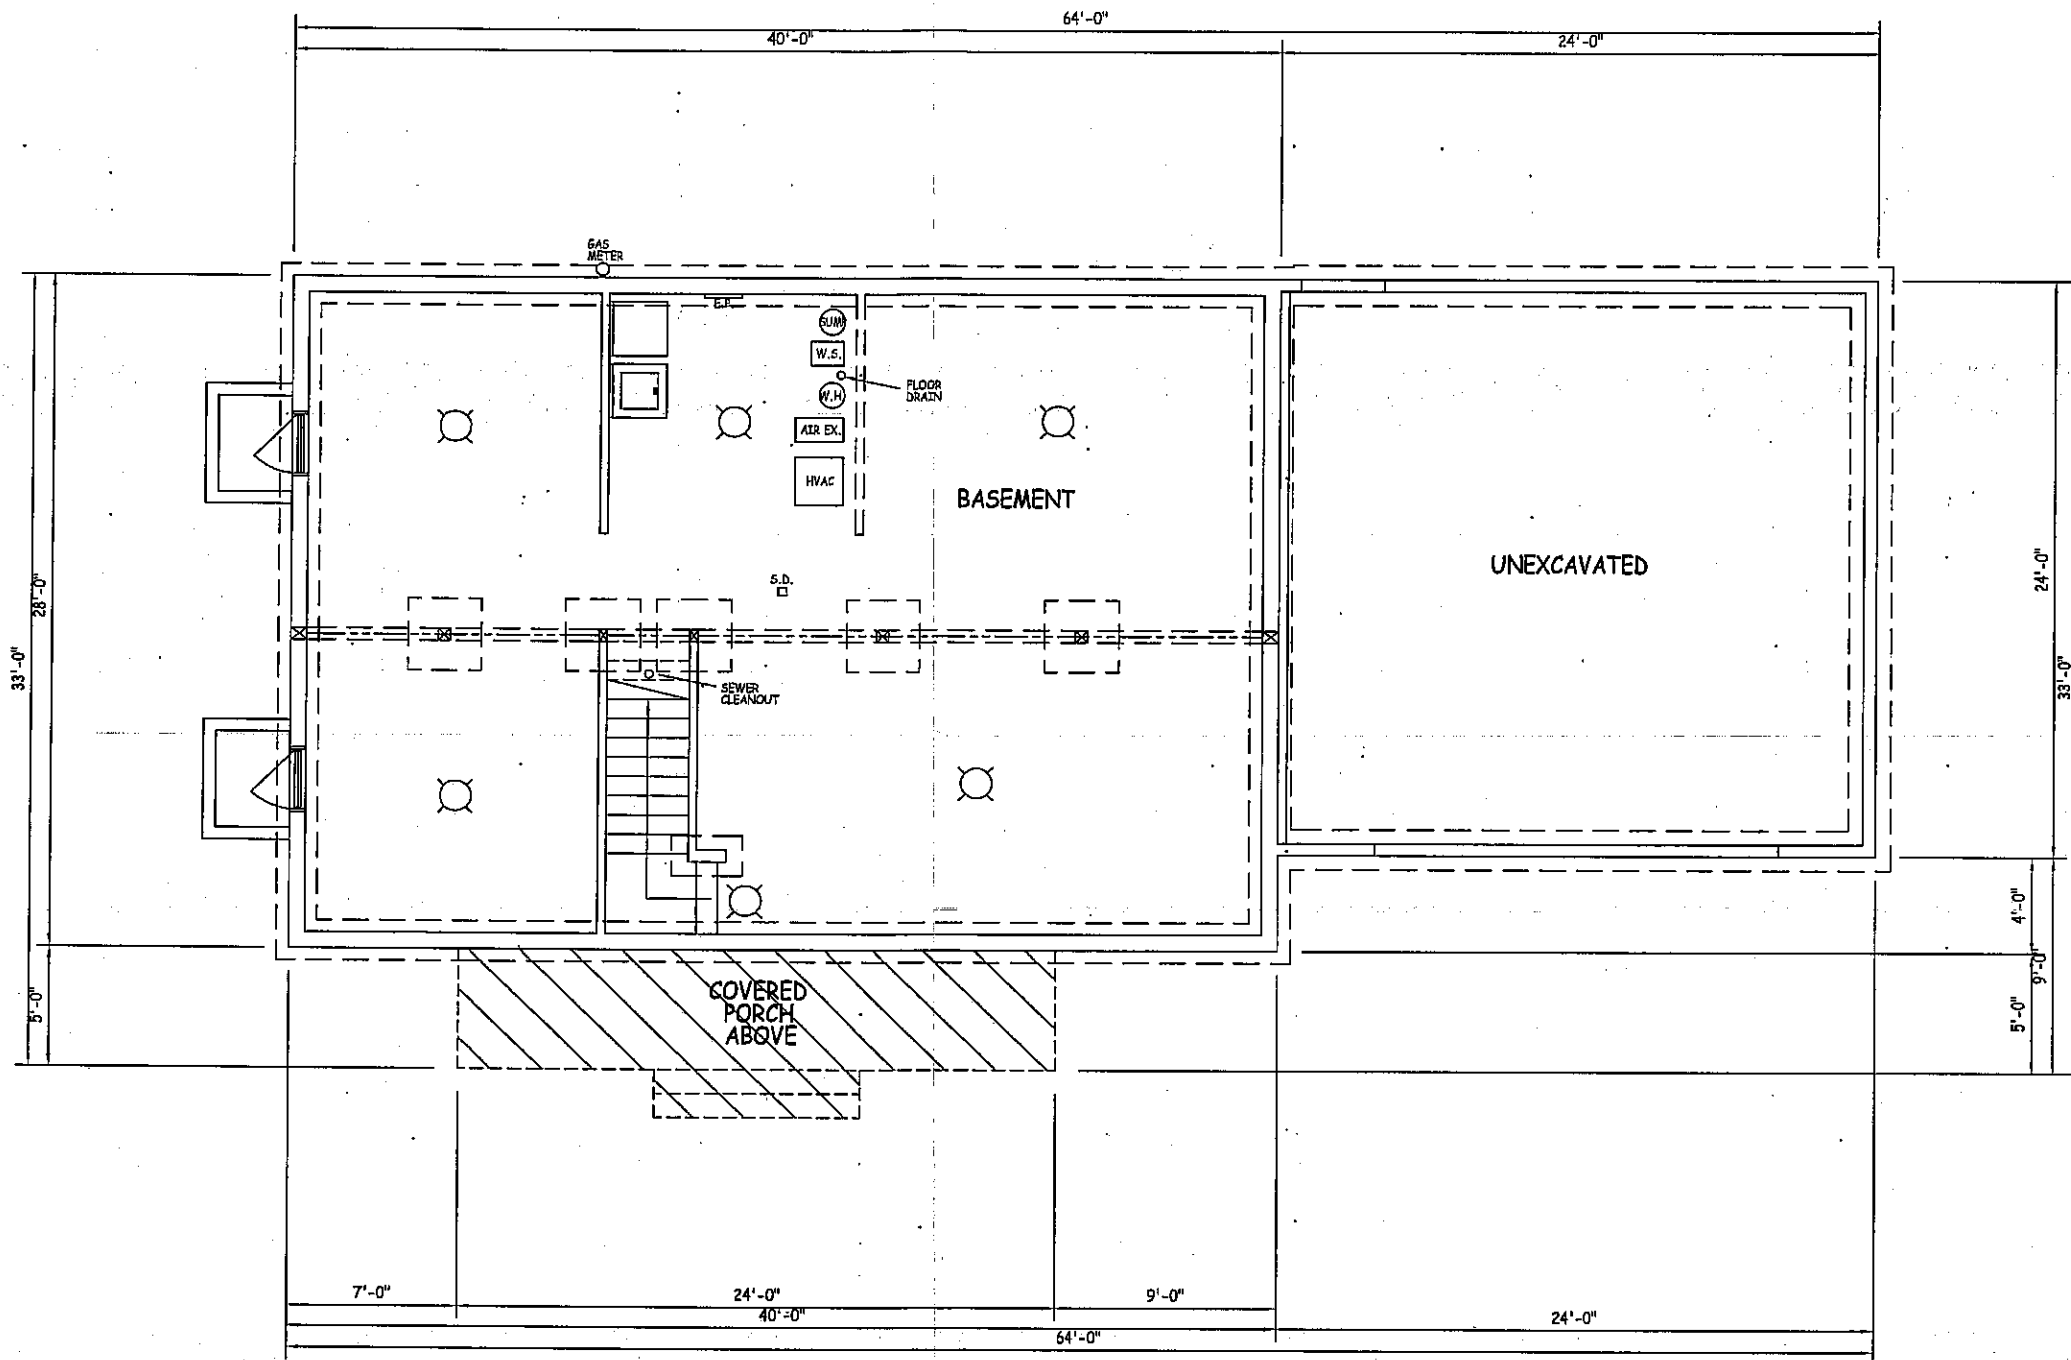 64'-0"
40'-0"
24'-0"
GAS
METER
E.P.
SUMP
W.S.
FLOOR
DRAIN
W.H
AIR EX.
HVAC
BASEMENT
UNEXCAVATED
S.D.
28'-0"
33'-0"
24'-0"
33'-0"
SEWER
CLEANOUT
4'-0"
9'-0"
5'-0"
5'-0"
COVERED
PORCH
ABOVE
7'-0"
24'-0"
9'-0"
40'-0"
24'-0"
64'-0"